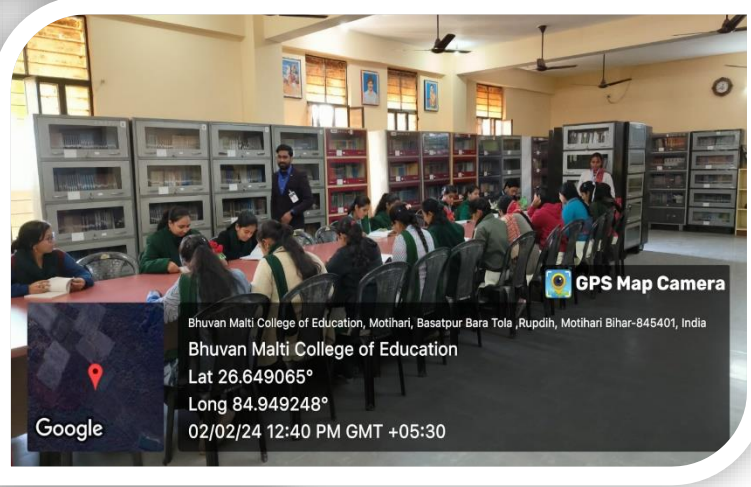 GPS Map Camera
Bhuvan Malti College of Education, Motihari, Basatpur Bara Tola ,Rupdih, Motihari Bihar-845401, India
Bhuvan Malti College of Education
Lat 26.649065°
Long 84.949248°
02/02/24 12:40 PM GMT +05:30
Google